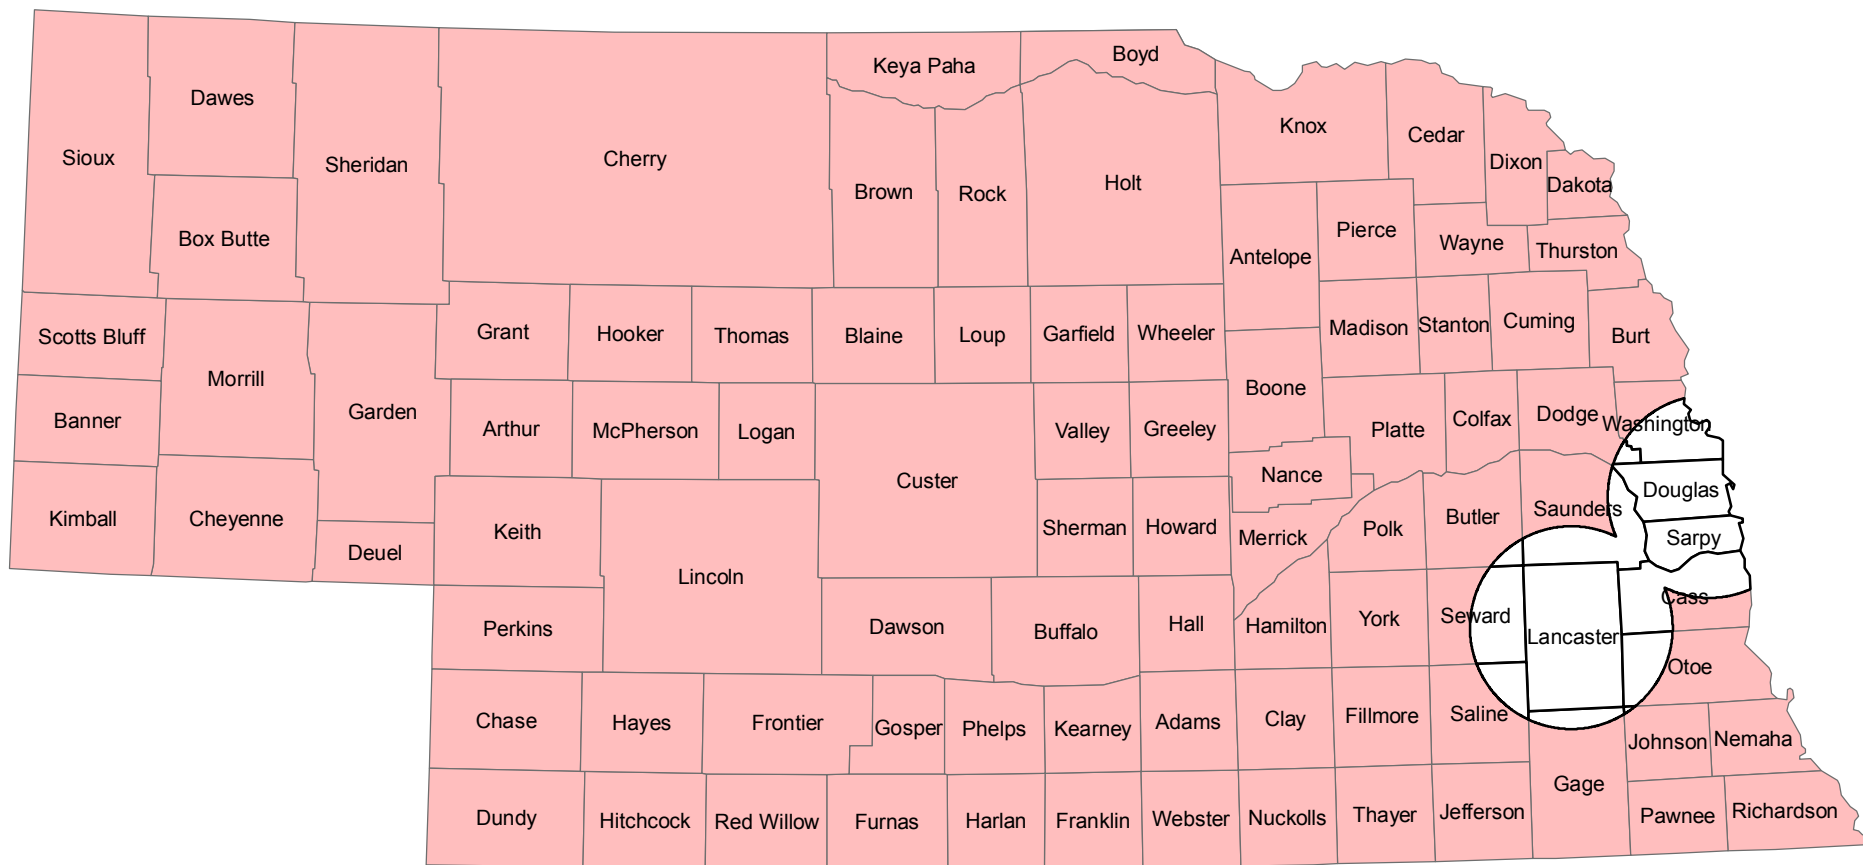 Boyd
Keya Paha
Dawes
Knox
Cedar
Sioux
Sheridan
Cherry
Dixon
Brown
Rock
Holt
Dakota
Box Butte
Pierce
Wayne
Thurston
Antelope
Scotts Bluff
Grant
Hooker
Thomas
Blaine
Loup
Garfield
Wheeler
Madison
Stanton
Cuming
Burt
Morrill
Boone
Banner
Garden
Arthur
McPherson
Logan
Valley
Greeley
Platte
Colfax
Dodge
Washington
Custer
Nance
Douglas
Kimball
Cheyenne
Keith
Sherman
Howard
Merrick
Polk
Butler
Saunders
Sarpy
Deuel
Lincoln
Cass
Perkins
Dawson
Buffalo
Hall
Hamilton
York
Seward
Lancaster
Otoe
Chase
Hayes
Frontier
Gosper
Phelps
Kearney
Adams
Clay
Fillmore
Saline
Johnson
Nemaha
Gage
Dundy
Hitchcock
Red Willow
Furnas
Harlan
Franklin
Webster
Nuckolls
Thayer
Jefferson
Pawnee
Richardson